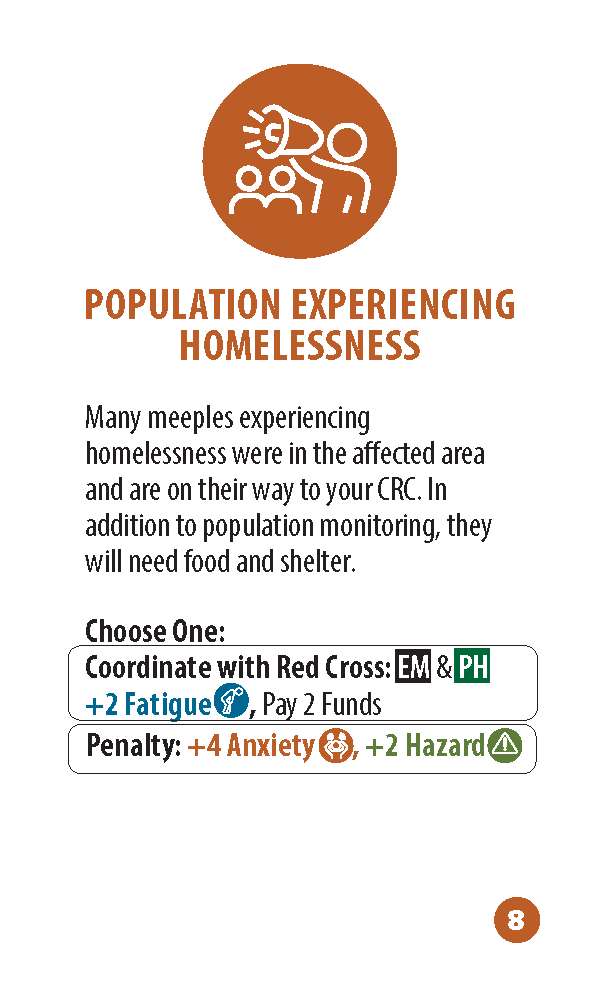 POPULATION EXPERIENCING
HOMELESSNESS
Many meeples experiencing
homelessness were in the affected area
and are on their way to your CRC. In
addition to population monitoring, they
will need food and shelter.
Choose One:
Coordinate with Red Cross: EM & PH
+2 Fatigue , Pay 2 Funds
Penalty: +4 Anxiety , +2 Hazard
8